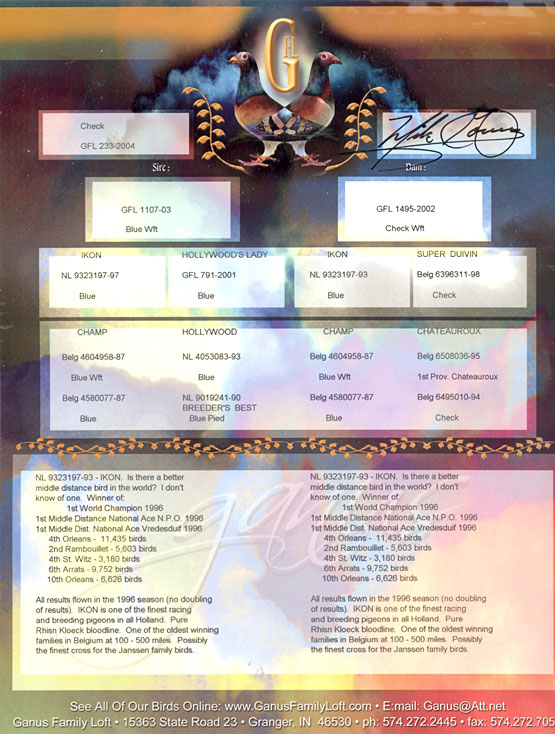 GFL
Check
GFL 233-2004
Mike Ganus
Sire: Dam:
GFL 1107-03 GFL 1495-2002
Blue Wft Check Wft
IKON HOLLYWOOD'S LADY IKON SUPER DUIVIN
NL 9323197-97 GFL 791-2001 NL 9323197-93 Belg 6396311-98
Blue Blue Blue Check
CHAMP HOLLYWOOD CHAMP CHATEAUROUX
Belg 4604958-87 NL 4053083-93 Belg 4604958-87 Belg 6508036-95
Blue Wft Blue Blue Wft 1st Prov. Chateauroux
Belg 4580077-87 NL 9019241-90 Belg 4580077-87 Belg 6495010-94
BREEDER'S BEST
Blue Blue Pied Blue Check
ganus
NL 9323197-93 - IKON. Is there a better
middle distance bird in the world? I don't
know of one. Winner of:
1st World Champion 1996
1st Middle Distance National Ace N.P.O. 1996
1st Middle Dist. National Ace Vredesduif 1996
4th Orleans - 11,435 birds
2nd Rambouillet - 5,603 birds
4th St. Witz - 3,180 birds
6th Arrats - 9,752 birds
10th Orleans - 6,626 birds
All results flown in the 1996 season (no doubling
of results). IKON is one of the finest racing
and breeding pigeons in all Holland. Pure
Rhisn Kloeck bloodline. One of the oldest winning
families in Belgium at 100 - 500 miles. Possibly
the finest cross for the Janssen family birds.
NL 9323197-93 - IKON. Is there a better
middle distance bird in the world? I don't
know of one. Winner of:
1st World Champion 1996
1st Middle Distance National Ace N.P.O. 1996
1st Middle Dist. National Ace Vredesduif 1996
4th Orleans - 11,435 birds
2nd Rambouillet - 5,603 birds
4th St. Witz - 3,180 birds
6th Arrats - 9,752 birds
10th Orleans - 6,626 birds
All results flown in the 1996 season (no doubling
of results). IKON is one of the finest racing
and breeding pigeons in all Holland. Pure
Rhisn Kloeck bloodline. One of the oldest winning
families in Belgium at 100 - 500 miles. Possibly
the finest cross for the Janssen family birds.
See All Of Our Birds Online: www.GanusFamilyLoft.com • E:mail: Ganus@Att.net
Ganus Family Loft • 15363 State Road 23 • Granger, IN 46530 • ph: 574.272.2445 • fax: 574.272.705